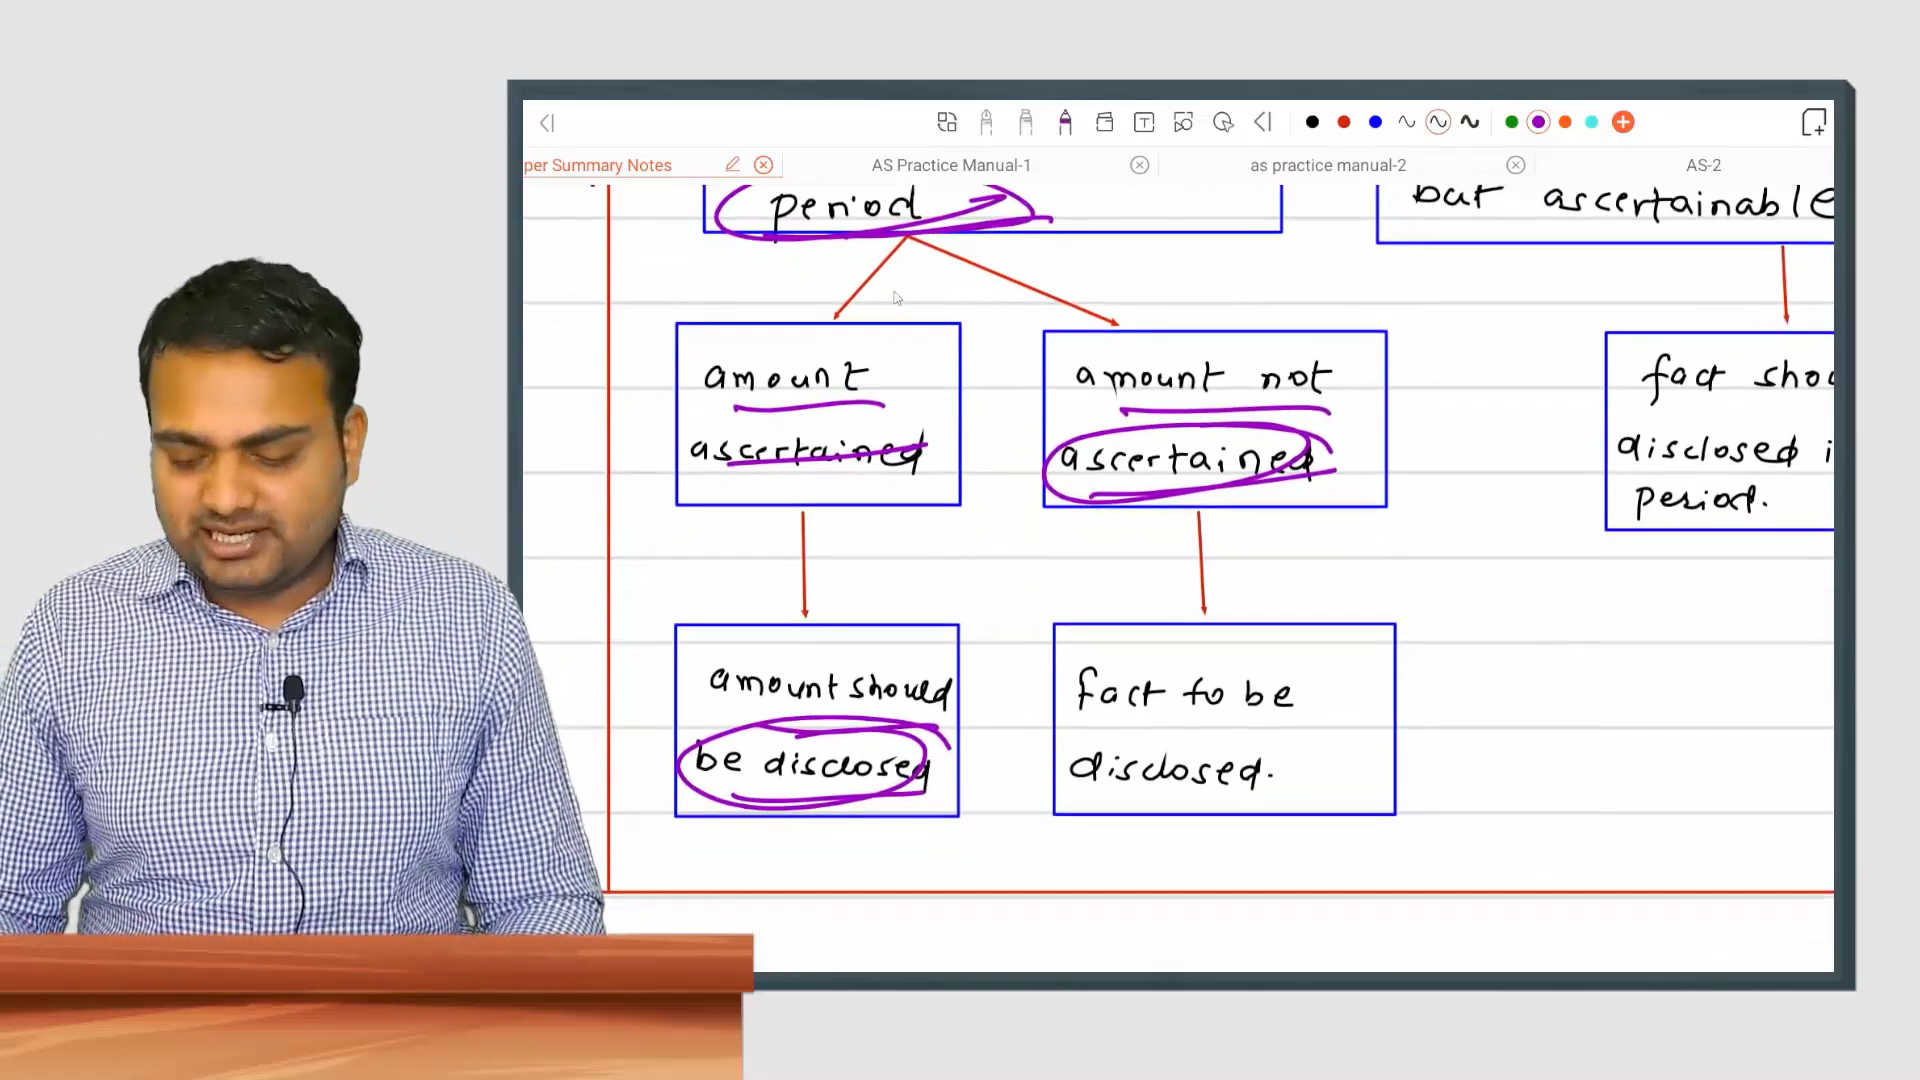 per Summary Notes
AS Practice Manual-1
as practice manual-2
AS-2
period
but ascertainable
amount
ascertained
amount not
ascertained
fact
disclosed
period.
amount should
be disclosed
fact to be
disclosed.